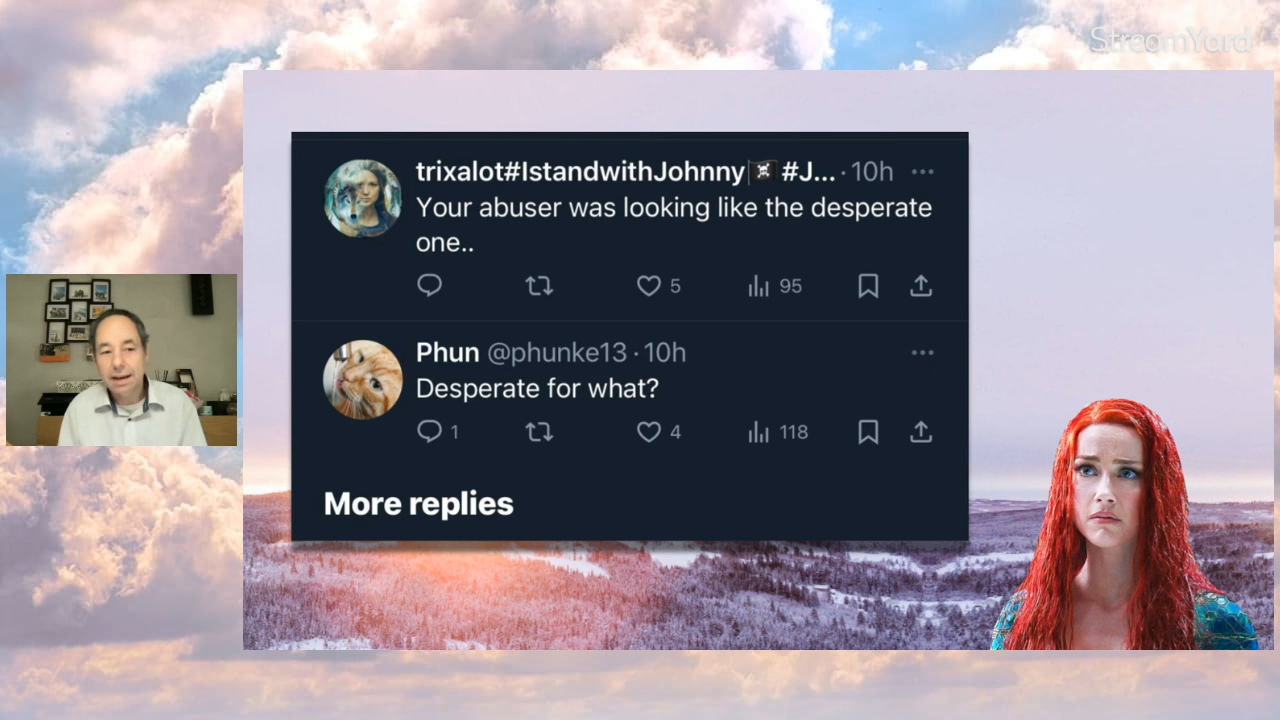 StreamYard
trixalot#IstandwithJohnny🏴‍☠️ #J... · 10h
Your abuser was looking like the desperate
one..
5 95
Phun @phunke13 · 10h
Desperate for what?
1 4 118
More replies